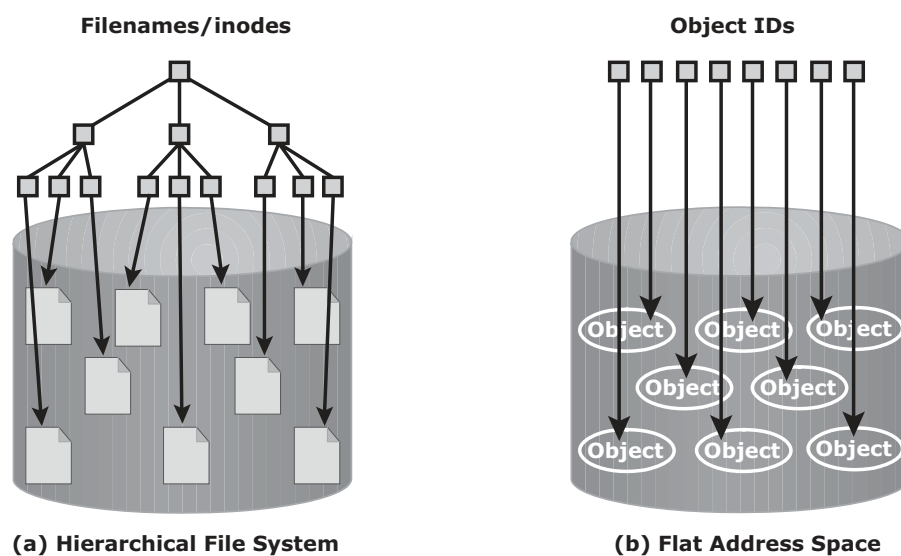 Filenames/inodes
Object IDs
Object
Object
Object
Object
Object
Object
Object
Object
(a) Hierarchical File System
(b) Flat Address Space